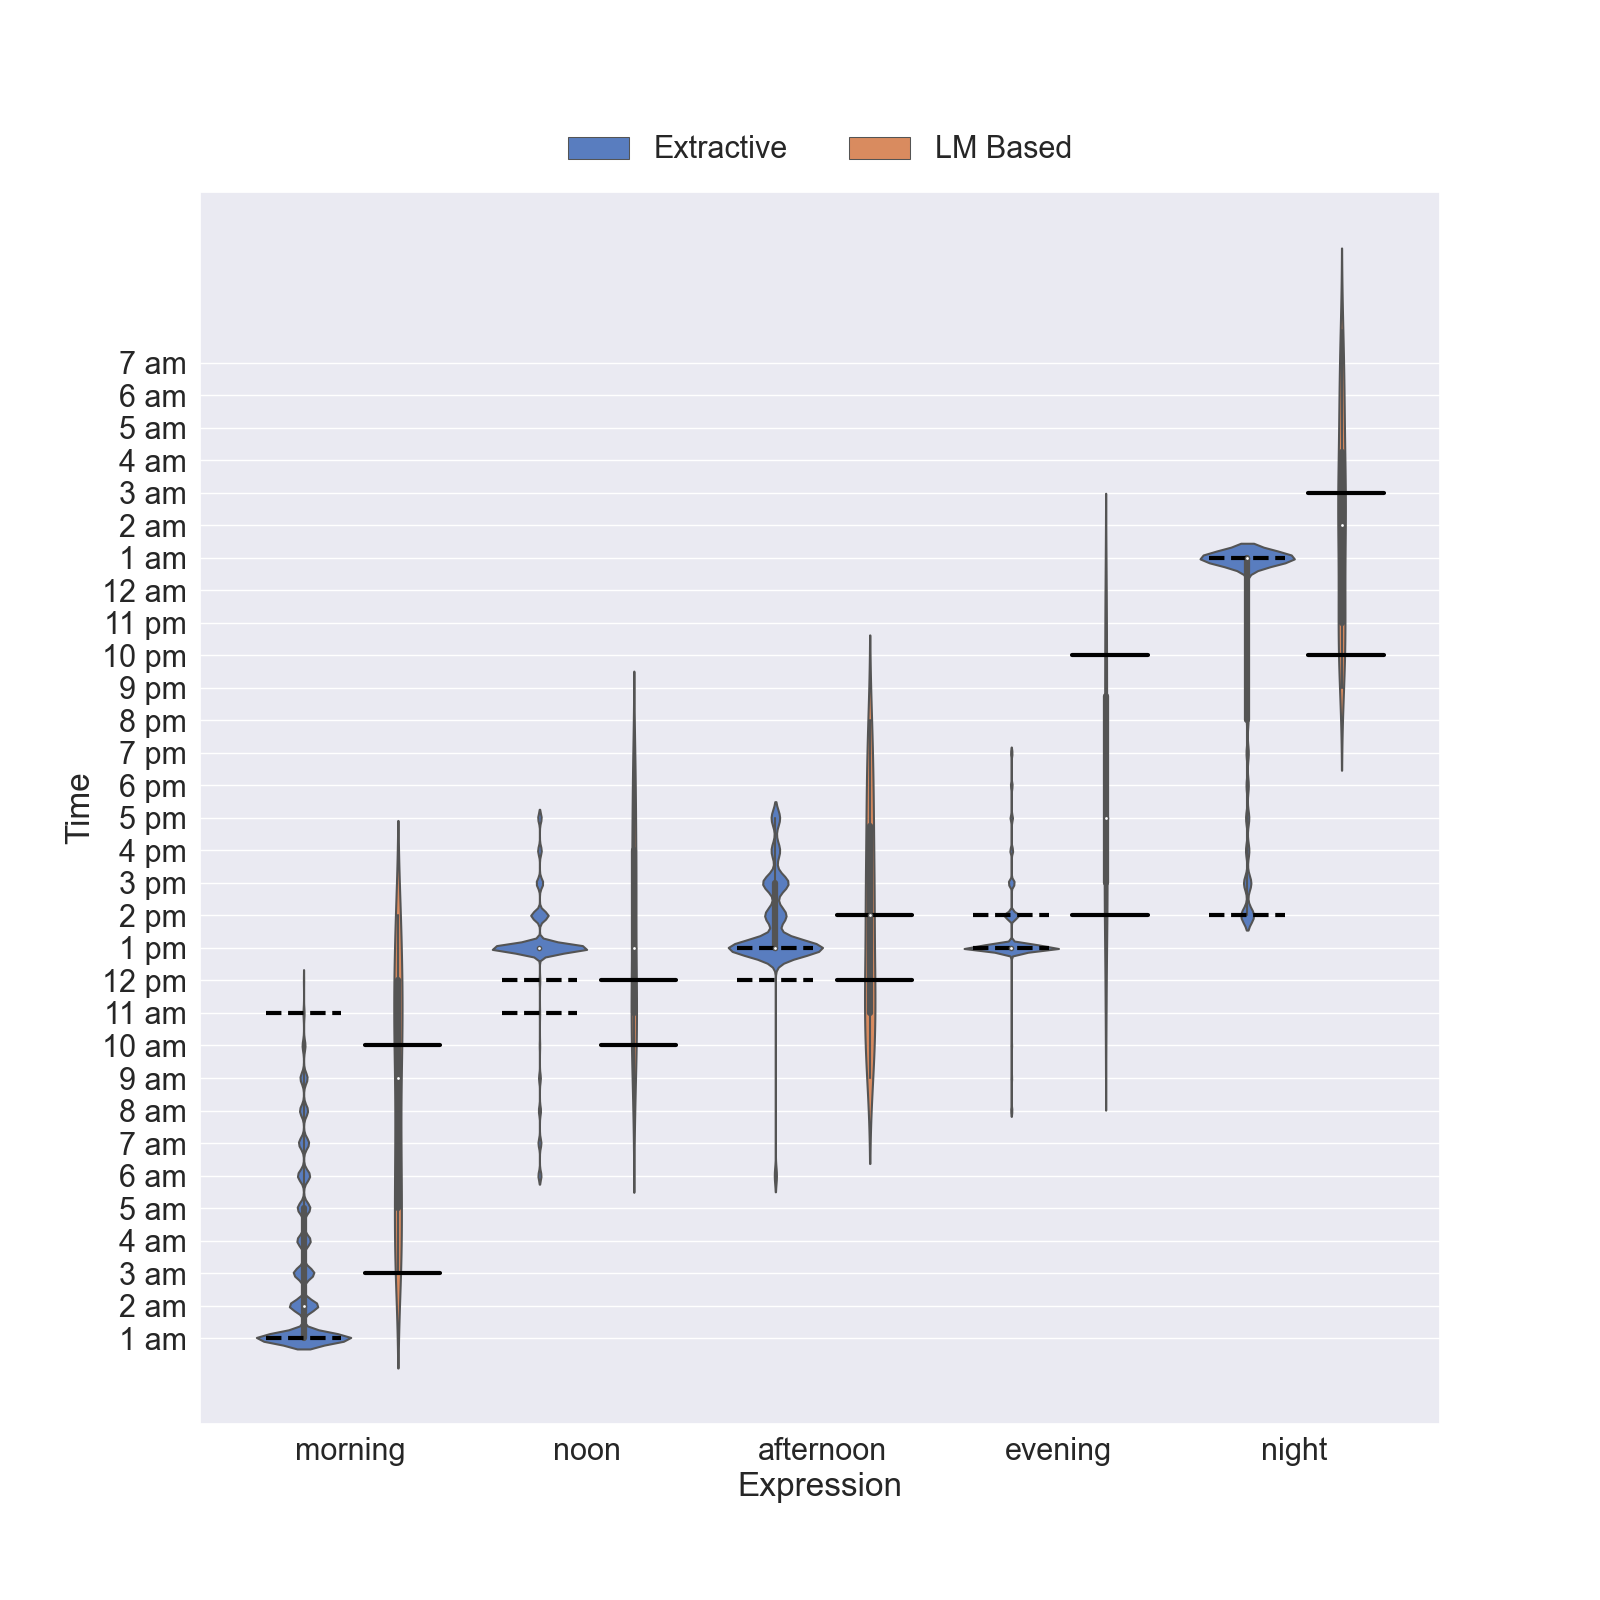 Extractive LM Based
7 am
6 am
5 am
4 am
3 am
2 am
1 am
12 am
11 pm
10 pm
9 pm
8 pm
7 pm
6 pm
5 pm
4 pm
3 pm
2 pm
1 pm
12 pm
11 am
10 am
9 am
8 am
7 am
6 am
5 am
4 am
3 am
2 am
1 am
Time
morning noon afternoon evening night
Expression